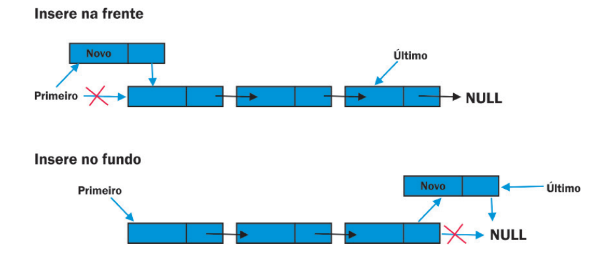 Insere na frente
Novo
Último
Primeiro
NULL
Insere no fundo
Primeiro
Novo
Último
NULL